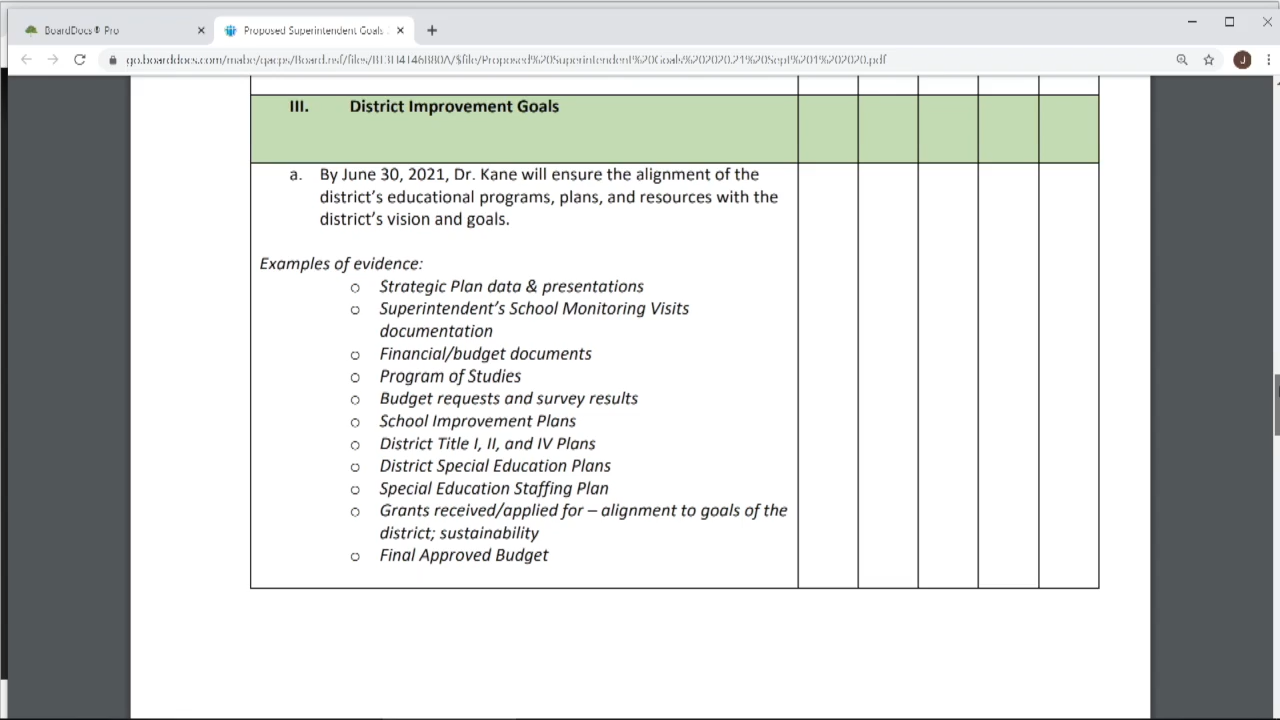 BoardDocs® Pro
Proposed Superintendent Goals
III. District Improvement Goals
a. By June 30, 2021, Dr. Kane will ensure the alignment of the
district's educational programs, plans, and resources with the
district's vision and goals.
Examples of evidence:
o Strategic Plan data & presentations
o Superintendent's School Monitoring Visits
documentation
o Financial/budget documents
o Program of Studies
o Budget requests and survey results
o School Improvement Plans
o District Title I, II, and IV Plans
o District Special Education Plans
o Special Education Staffing Plan
o Grants received/applied for – alignment to goals of the
district; sustainability
o Final Approved Budget
J